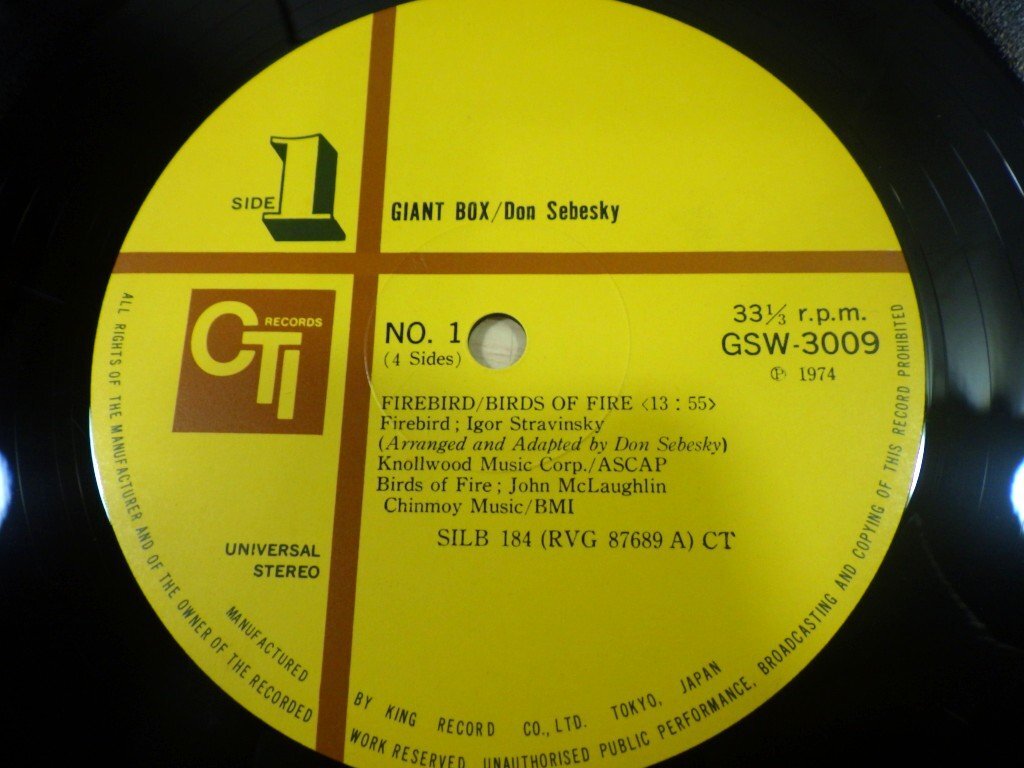 SIDE 1
GIANT BOX/Don Sebesky
CTI RECORDS
NO. 1
(4 Sides)
33⅓ r.p.m.
GSW-3009
℗ 1974
FIREBIRD/BIRDS OF FIRE <13 : 55>
Firebird ; Igor Stravinsky
(Arranged and Adapted by Don Sebesky)
Knollwood Music Corp./ASCAP
Birds of Fire ; John McLaughlin
Chinmoy Music/BMI
SILB 184 (RVG 87689 A) CT
UNIVERSAL
STEREO
MANUFACTURED BY KING RECORD CO., LTD. TOKYO, JAPAN
ALL RIGHTS OF THE MANUFACTURER AND OF THE OWNER OF THE RECORDED WORK RESERVED. UNAUTHORISED PUBLIC PERFORMANCE, BROADCASTING AND COPYING OF THIS RECORD PROHIBITED